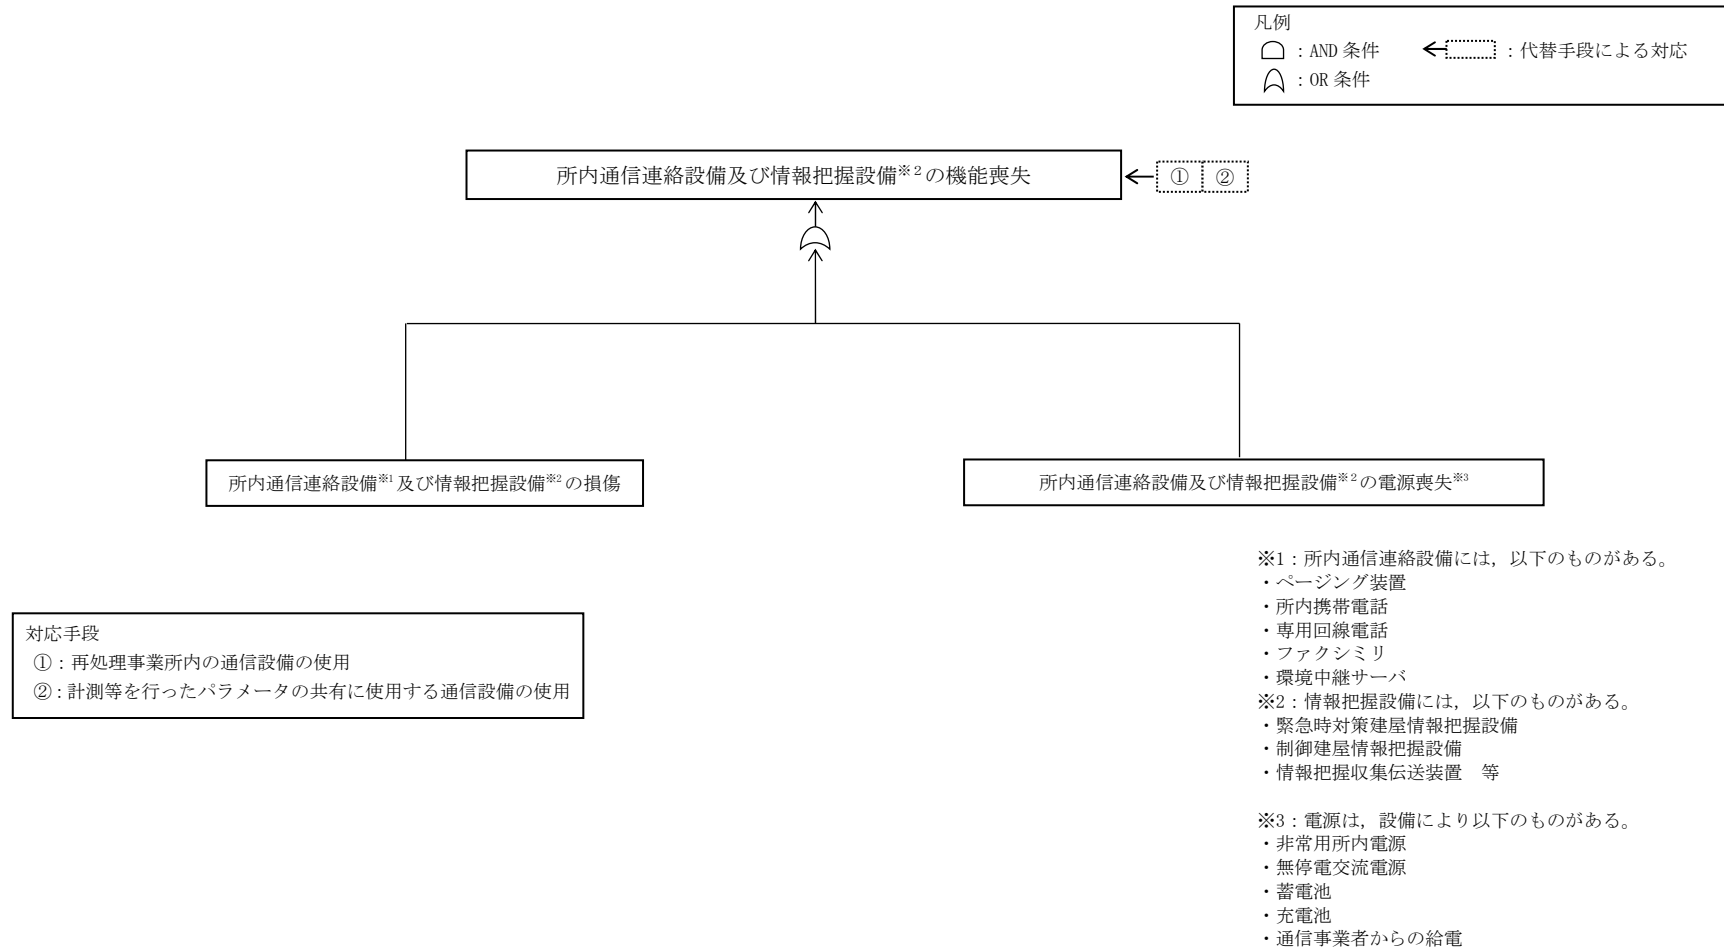 凡例
：AND 条件
：代替手段による対応
：OR 条件
所内通信連絡設備及び情報把握設備※２の機能喪失
① ②
所内通信連絡設備※1及び情報把握設備※2の損傷
所内通信連絡設備及び情報把握設備※２の電源喪失※3
対応手段
①：再処理事業所内の通信設備の使用
②：計測等を行ったパラメータの共有に使用する通信設備の使用
※1：所内通信連絡設備には，以下のものがある。
・ページング装置
・所内携帯電話
・専用回線電話
・ファクシミリ
・環境中継サーバ
※2：情報把握設備には，以下のものがある。
・緊急時対策建屋情報把握設備
・制御建屋情報把握設備
・情報把握収集伝送装置　等
※3：電源は，設備により以下のものがある。
・非常用所内電源
・無停電交流電源
・蓄電池
・充電池
・通信事業者からの給電